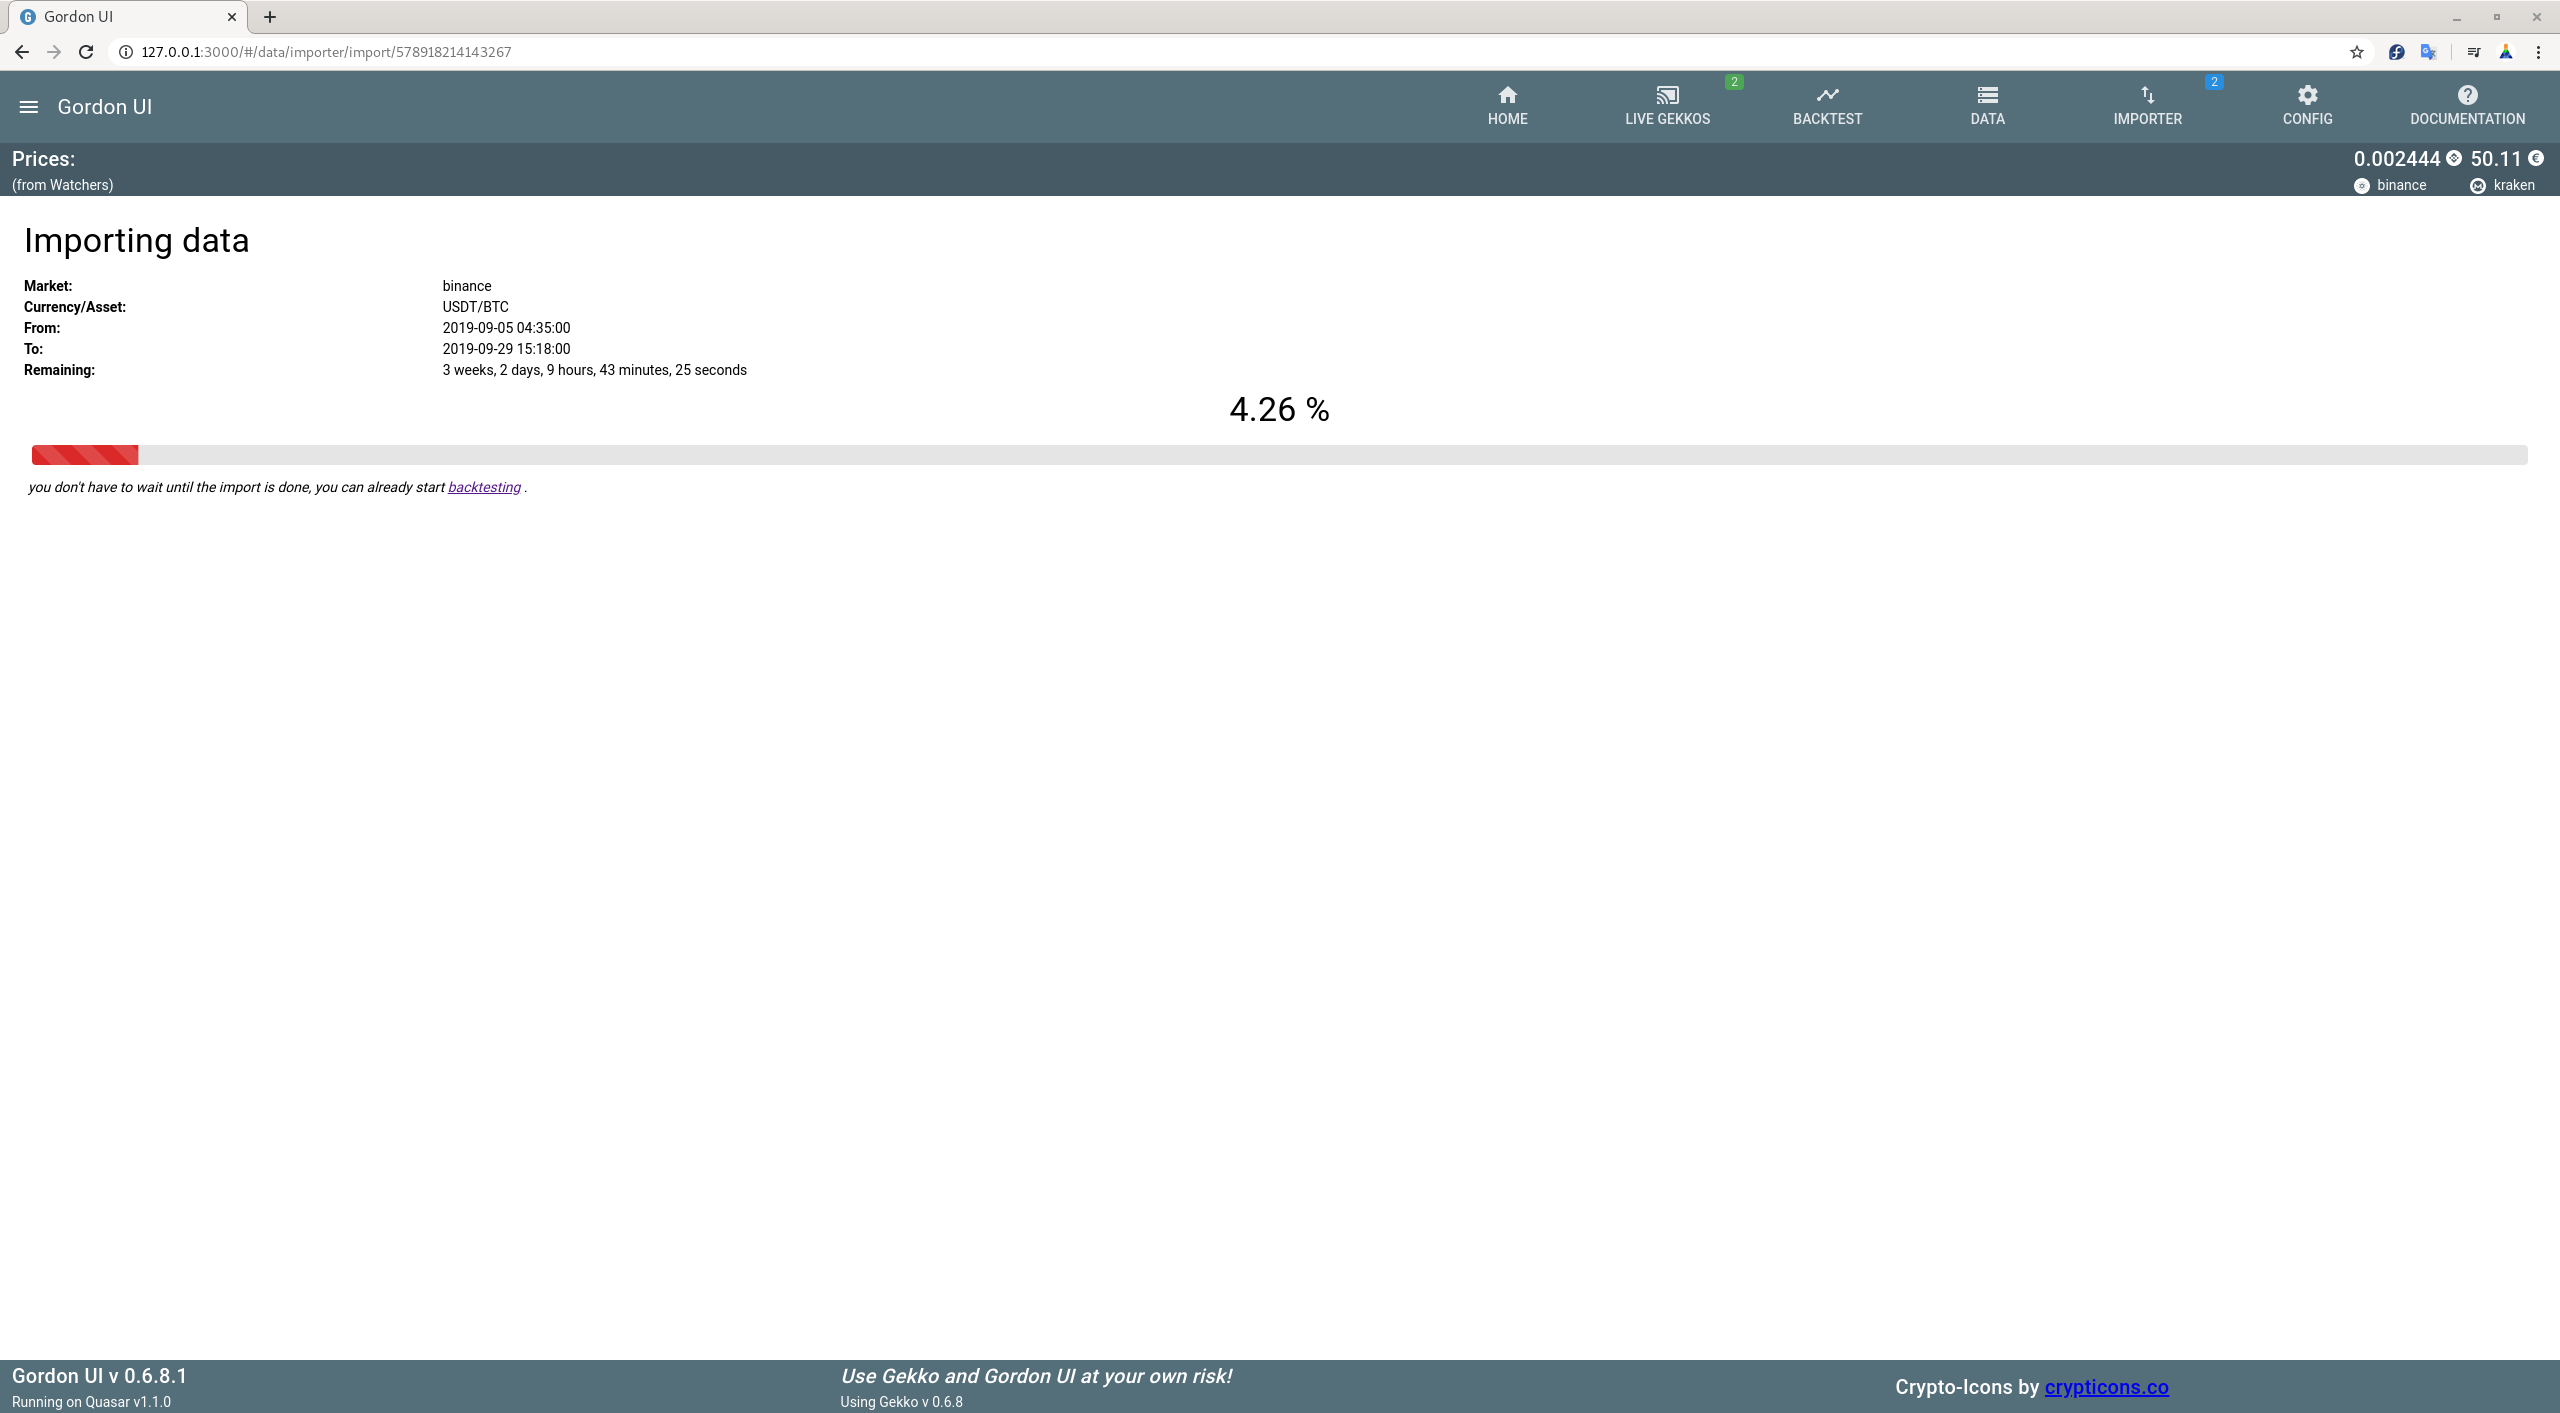 Gordon UI
127.0.0.1:3000/#/data/importer/import/578918214143267
Gordon UI
HOME
LIVE GEKKOS
2
BACKTEST
DATA
IMPORTER
2
CONFIG
DOCUMENTATION
Prices:
(from Watchers)
0.002444
binance
50.11
kraken
Importing data
Market: binance
Currency/Asset: USDT/BTC
From: 2019-09-05 04:35:00
To: 2019-09-29 15:18:00
Remaining: 3 weeks, 2 days, 9 hours, 43 minutes, 25 seconds
4.26 %
you don't have to wait until the import is done, you can already start backtesting .
Gordon UI v 0.6.8.1
Running on Quasar v1.1.0
Use Gekko and Gordon UI at your own risk!
Using Gekko v 0.6.8
Crypto-Icons by crypticons.co